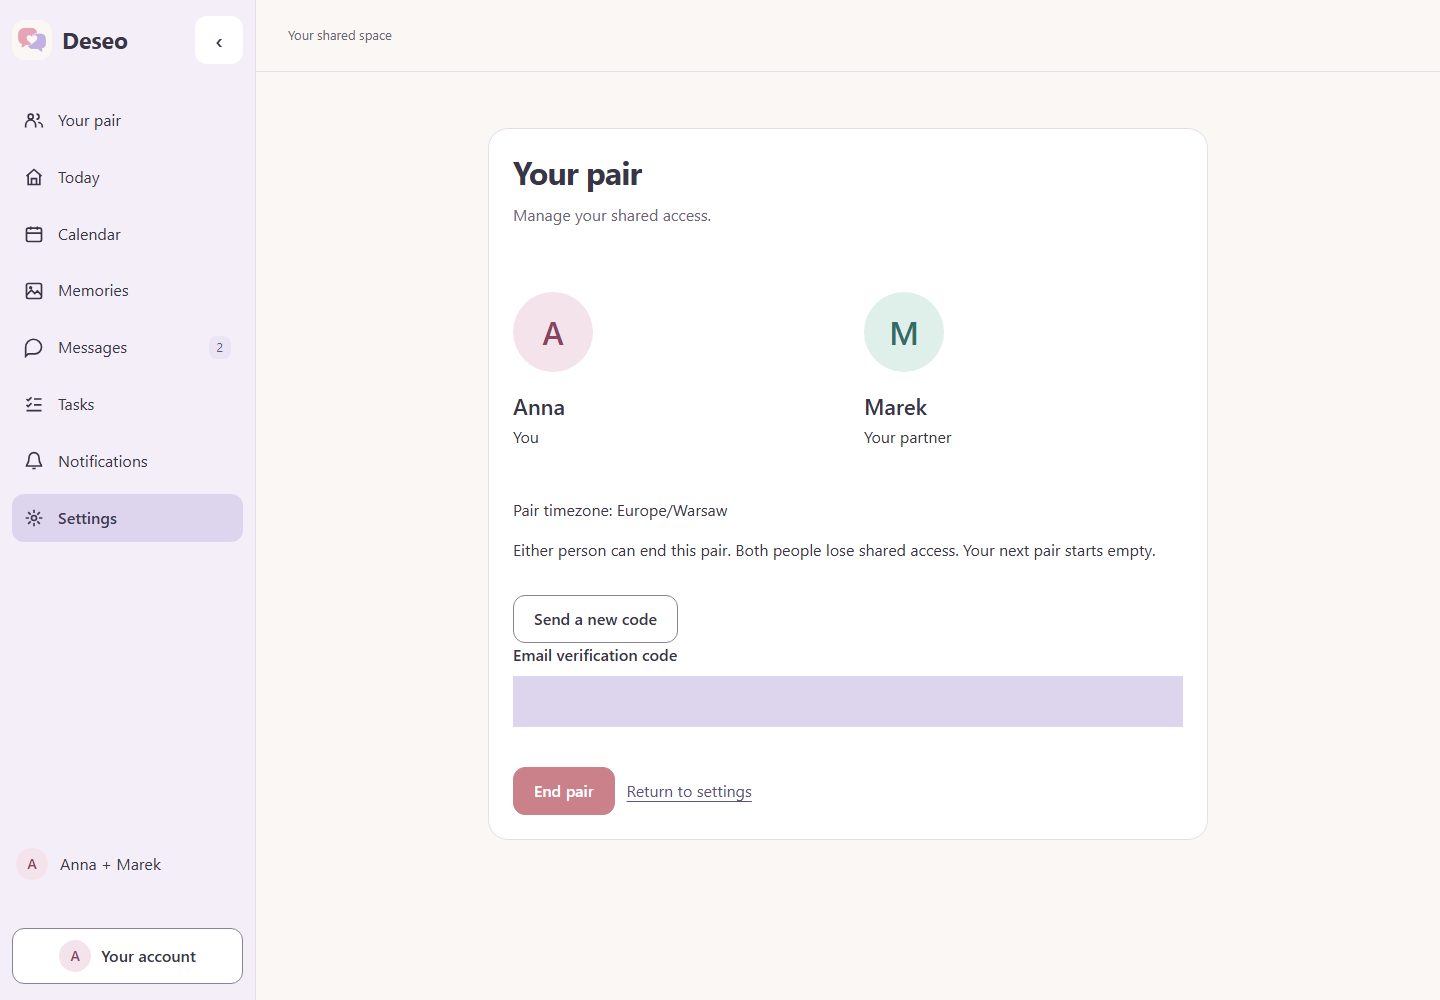 Deseo
‹
Your pair
Today
Calendar
Memories
Messages 2
Tasks
Notifications
Settings
A Anna + Marek
A Your account
Your shared space
Your pair
Manage your shared access.
A
Anna
You
M
Marek
Your partner
Pair timezone: Europe/Warsaw
Either person can end this pair. Both people lose shared access. Your next pair starts empty.
Send a new code
Email verification code
End pair Return to settings